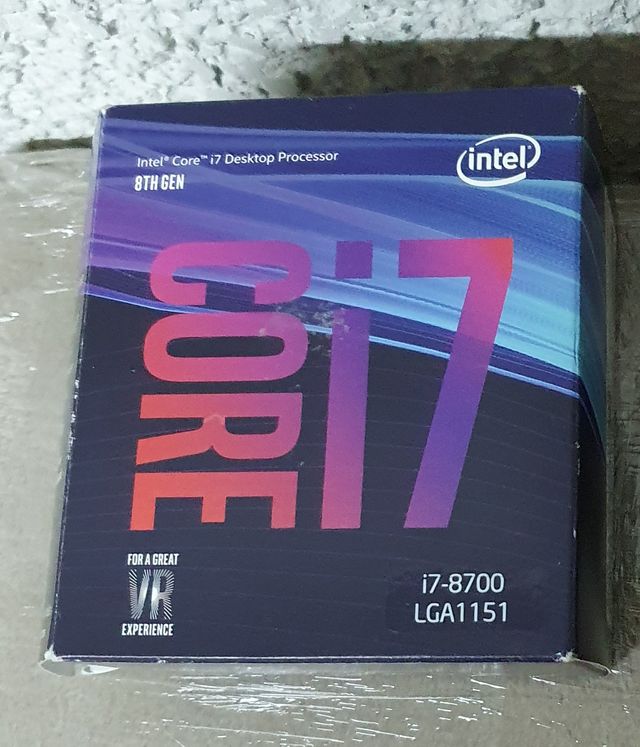 Intel® Core™ i7 Desktop Processor
8TH GEN
intel
CORE i7
FOR A GREAT
VR
EXPERIENCE
i7-8700
LGA1151